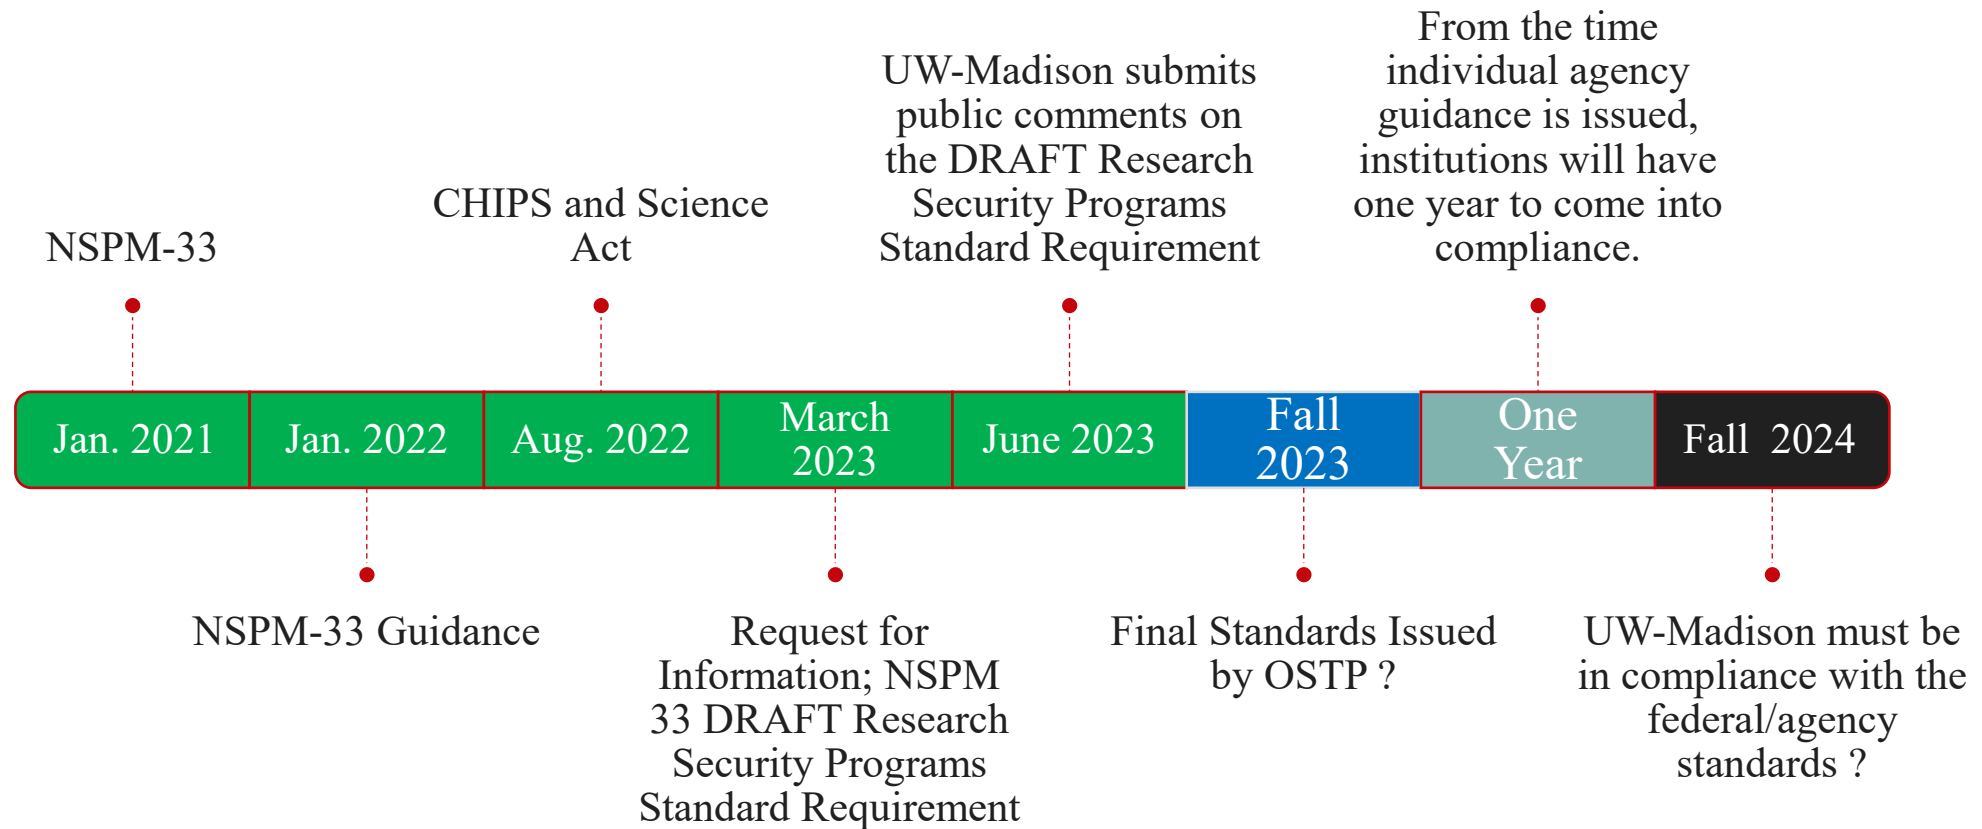 NSPM-33
CHIPS and Science
Act
UW-Madison submits
public comments on
the DRAFT Research
Security Programs
Standard Requirement
From the time
individual agency
guidance is issued,
institutions will have
one year to come into
compliance.
Jan. 2021
Jan. 2022
Aug. 2022
March
2023
June 2023
Fall
2023
One
Year
Fall  2024
NSPM-33 Guidance
Request for
Information; NSPM
33 DRAFT Research
Security Programs
Standard Requirement
Final Standards Issued
by OSTP ?
UW-Madison must be
in compliance with the
federal/agency
standards ?